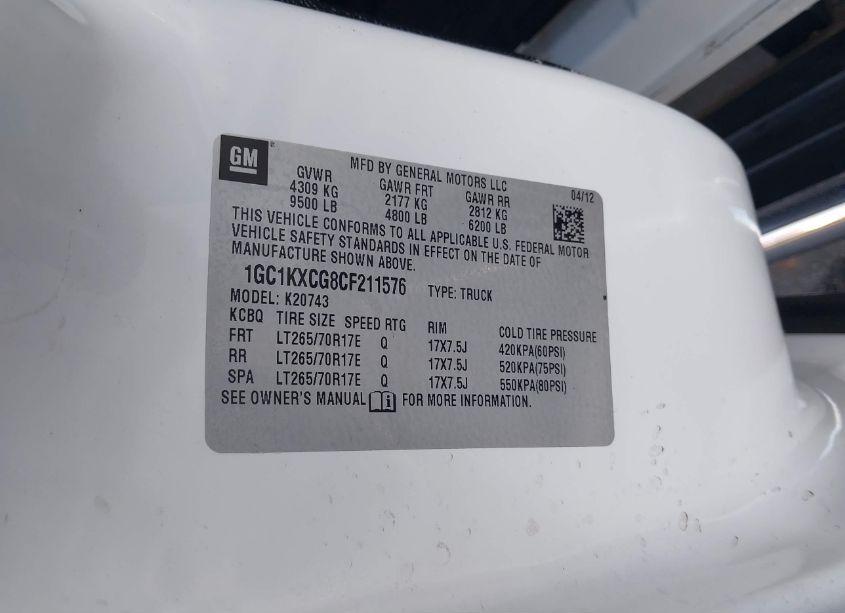 GM
MFD BY GENERAL MOTORS LLC
04/12
GVWR GAWR FRT GAWR RR
4309 KG 2177 KG 2812 KG
9500 LB 4800 LB 6200 LB
THIS VEHICLE CONFORMS TO ALL APPLICABLE U.S. FEDERAL MOTOR
VEHICLE SAFETY STANDARDS IN EFFECT ON THE DATE OF
MANUFACTURE SHOWN ABOVE.
1GC1KXCG8CF211576 TYPE: TRUCK
MODEL: K20743
KCBQ TIRE SIZE SPEED RTG RIM COLD TIRE PRESSURE
FRT LT265/70R17E Q 17X7.5J 420KPA(60PSI)
RR LT265/70R17E Q 17X7.5J 520KPA(75PSI)
SPA LT265/70R17E Q 17X7.5J 550KPA(80PSI)
SEE OWNER'S MANUAL FOR MORE INFORMATION.